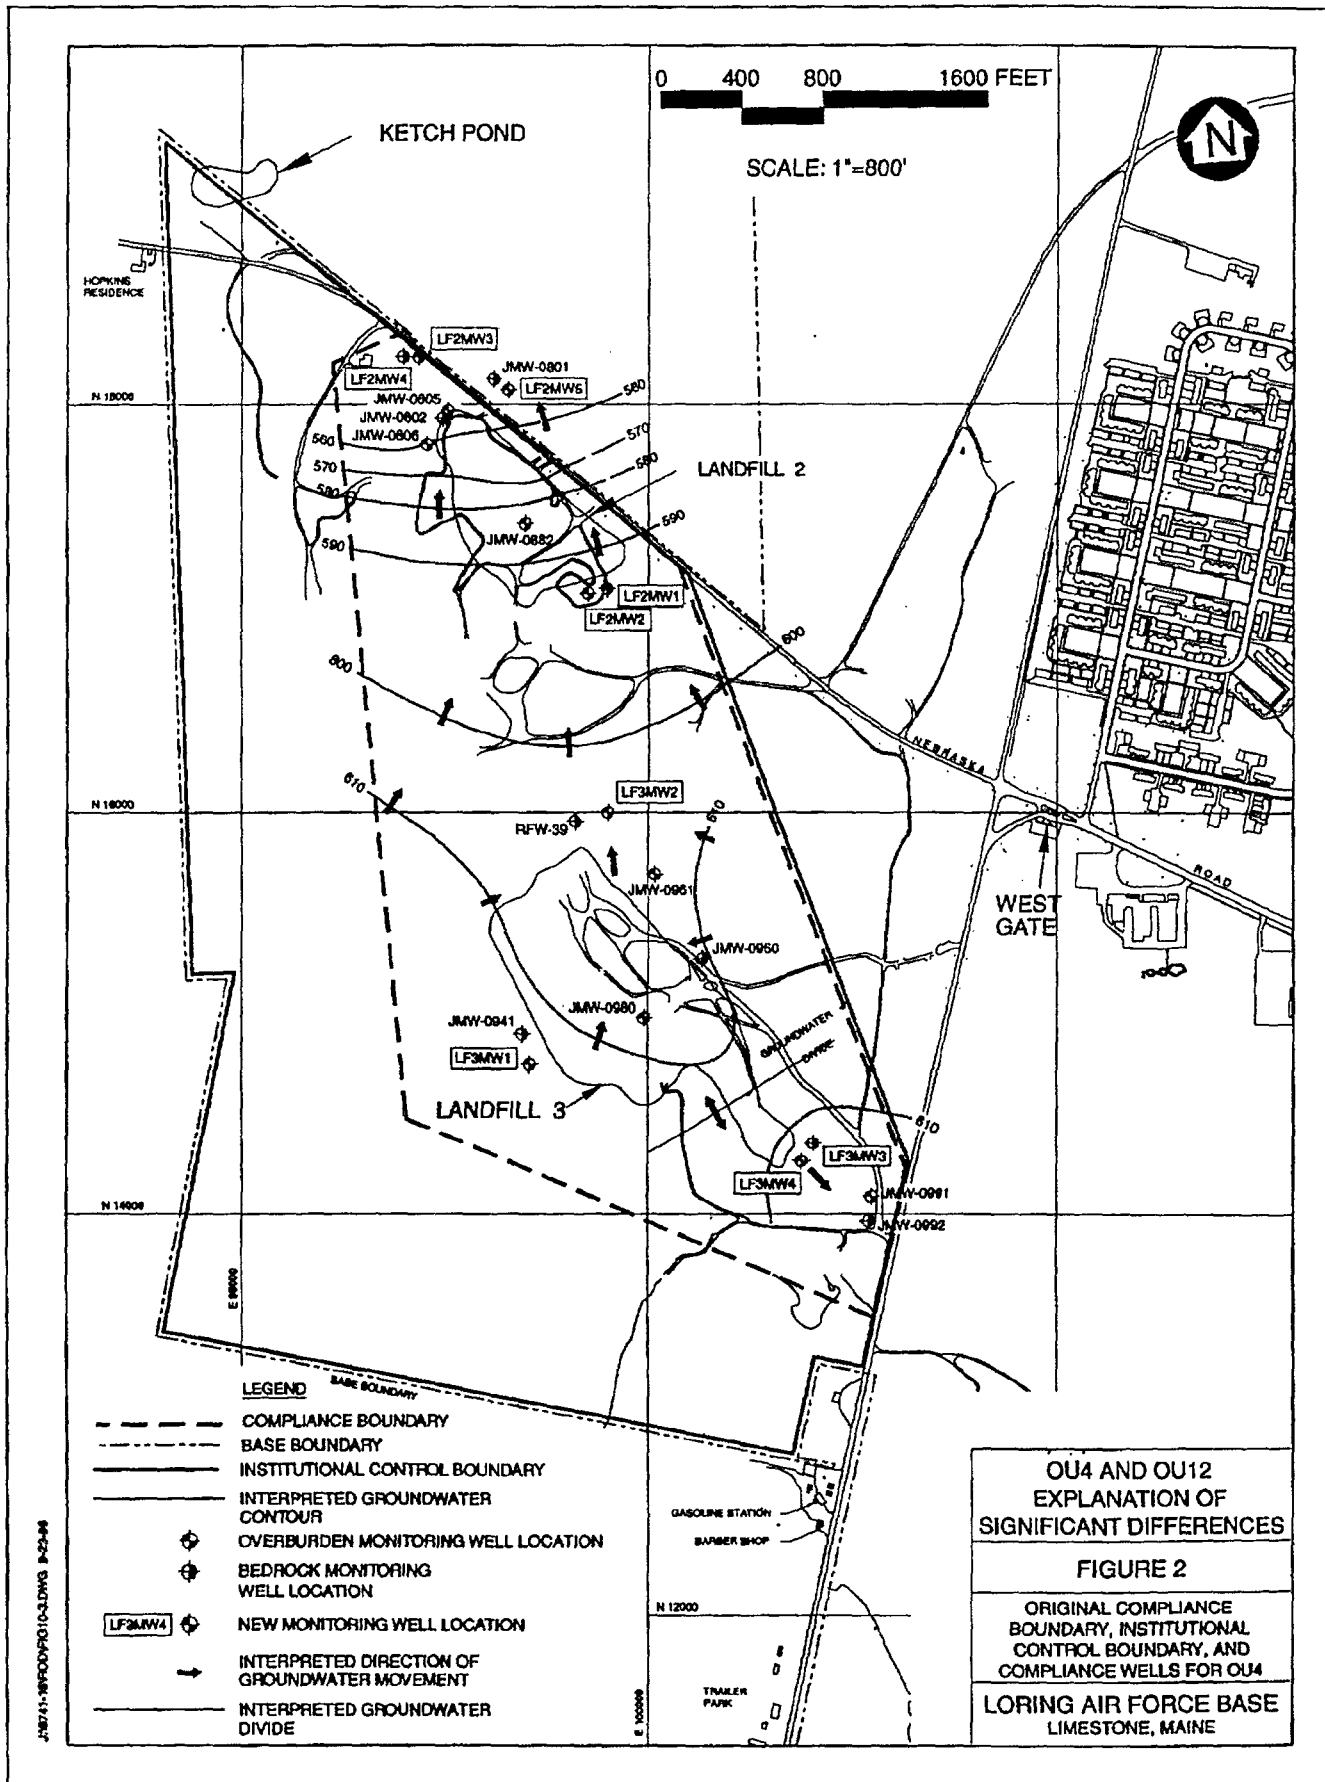 0 400 800 1600 FEET
SCALE: 1"=800'
N
KETCH POND
HOPKINS
RESIDENCE
LF2MW3
JMW-0801
LF2MW4
LF2MW5
N 18000
JMW-0805
JMW-0802
JMW-0806
560
560
570
570
580
580
LANDFILL 2
590
590
JMW-0882
LF2MW1
LF2MW2
600
600
NEBRASKA
ROAD
610
610
N 16000
LF3MW2
RFW-39
JMW-0961
WEST
GATE
JMW-0960
JMW-0980
JMW-0941
LF3MW1
GROUNDWATER
DIVIDE
LANDFILL 3
610
LF3MW3
LF3MW4
JMW-0991
JMW-0992
N 14000
E 98000
BASE BOUNDARY
LEGEND
COMPLIANCE BOUNDARY
BASE BOUNDARY
INSTITUTIONAL CONTROL BOUNDARY
INTERPRETED GROUNDWATER
CONTOUR
OVERBURDEN MONITORING WELL LOCATION
BEDROCK MONITORING
WELL LOCATION
LF3MW4
NEW MONITORING WELL LOCATION
INTERPRETED DIRECTION OF
GROUNDWATER MOVEMENT
INTERPRETED GROUNDWATER
DIVIDE
GASOLINE STATION
BARBER SHOP
N 12000
E 100000
TRAILER
PARK
OU4 AND OU12
EXPLANATION OF
SIGNIFICANT DIFFERENCES
FIGURE 2
ORIGINAL COMPLIANCE
BOUNDARY, INSTITUTIONAL
CONTROL BOUNDARY, AND
COMPLIANCE WELLS FOR OU4
LORING AIR FORCE BASE
LIMESTONE, MAINE